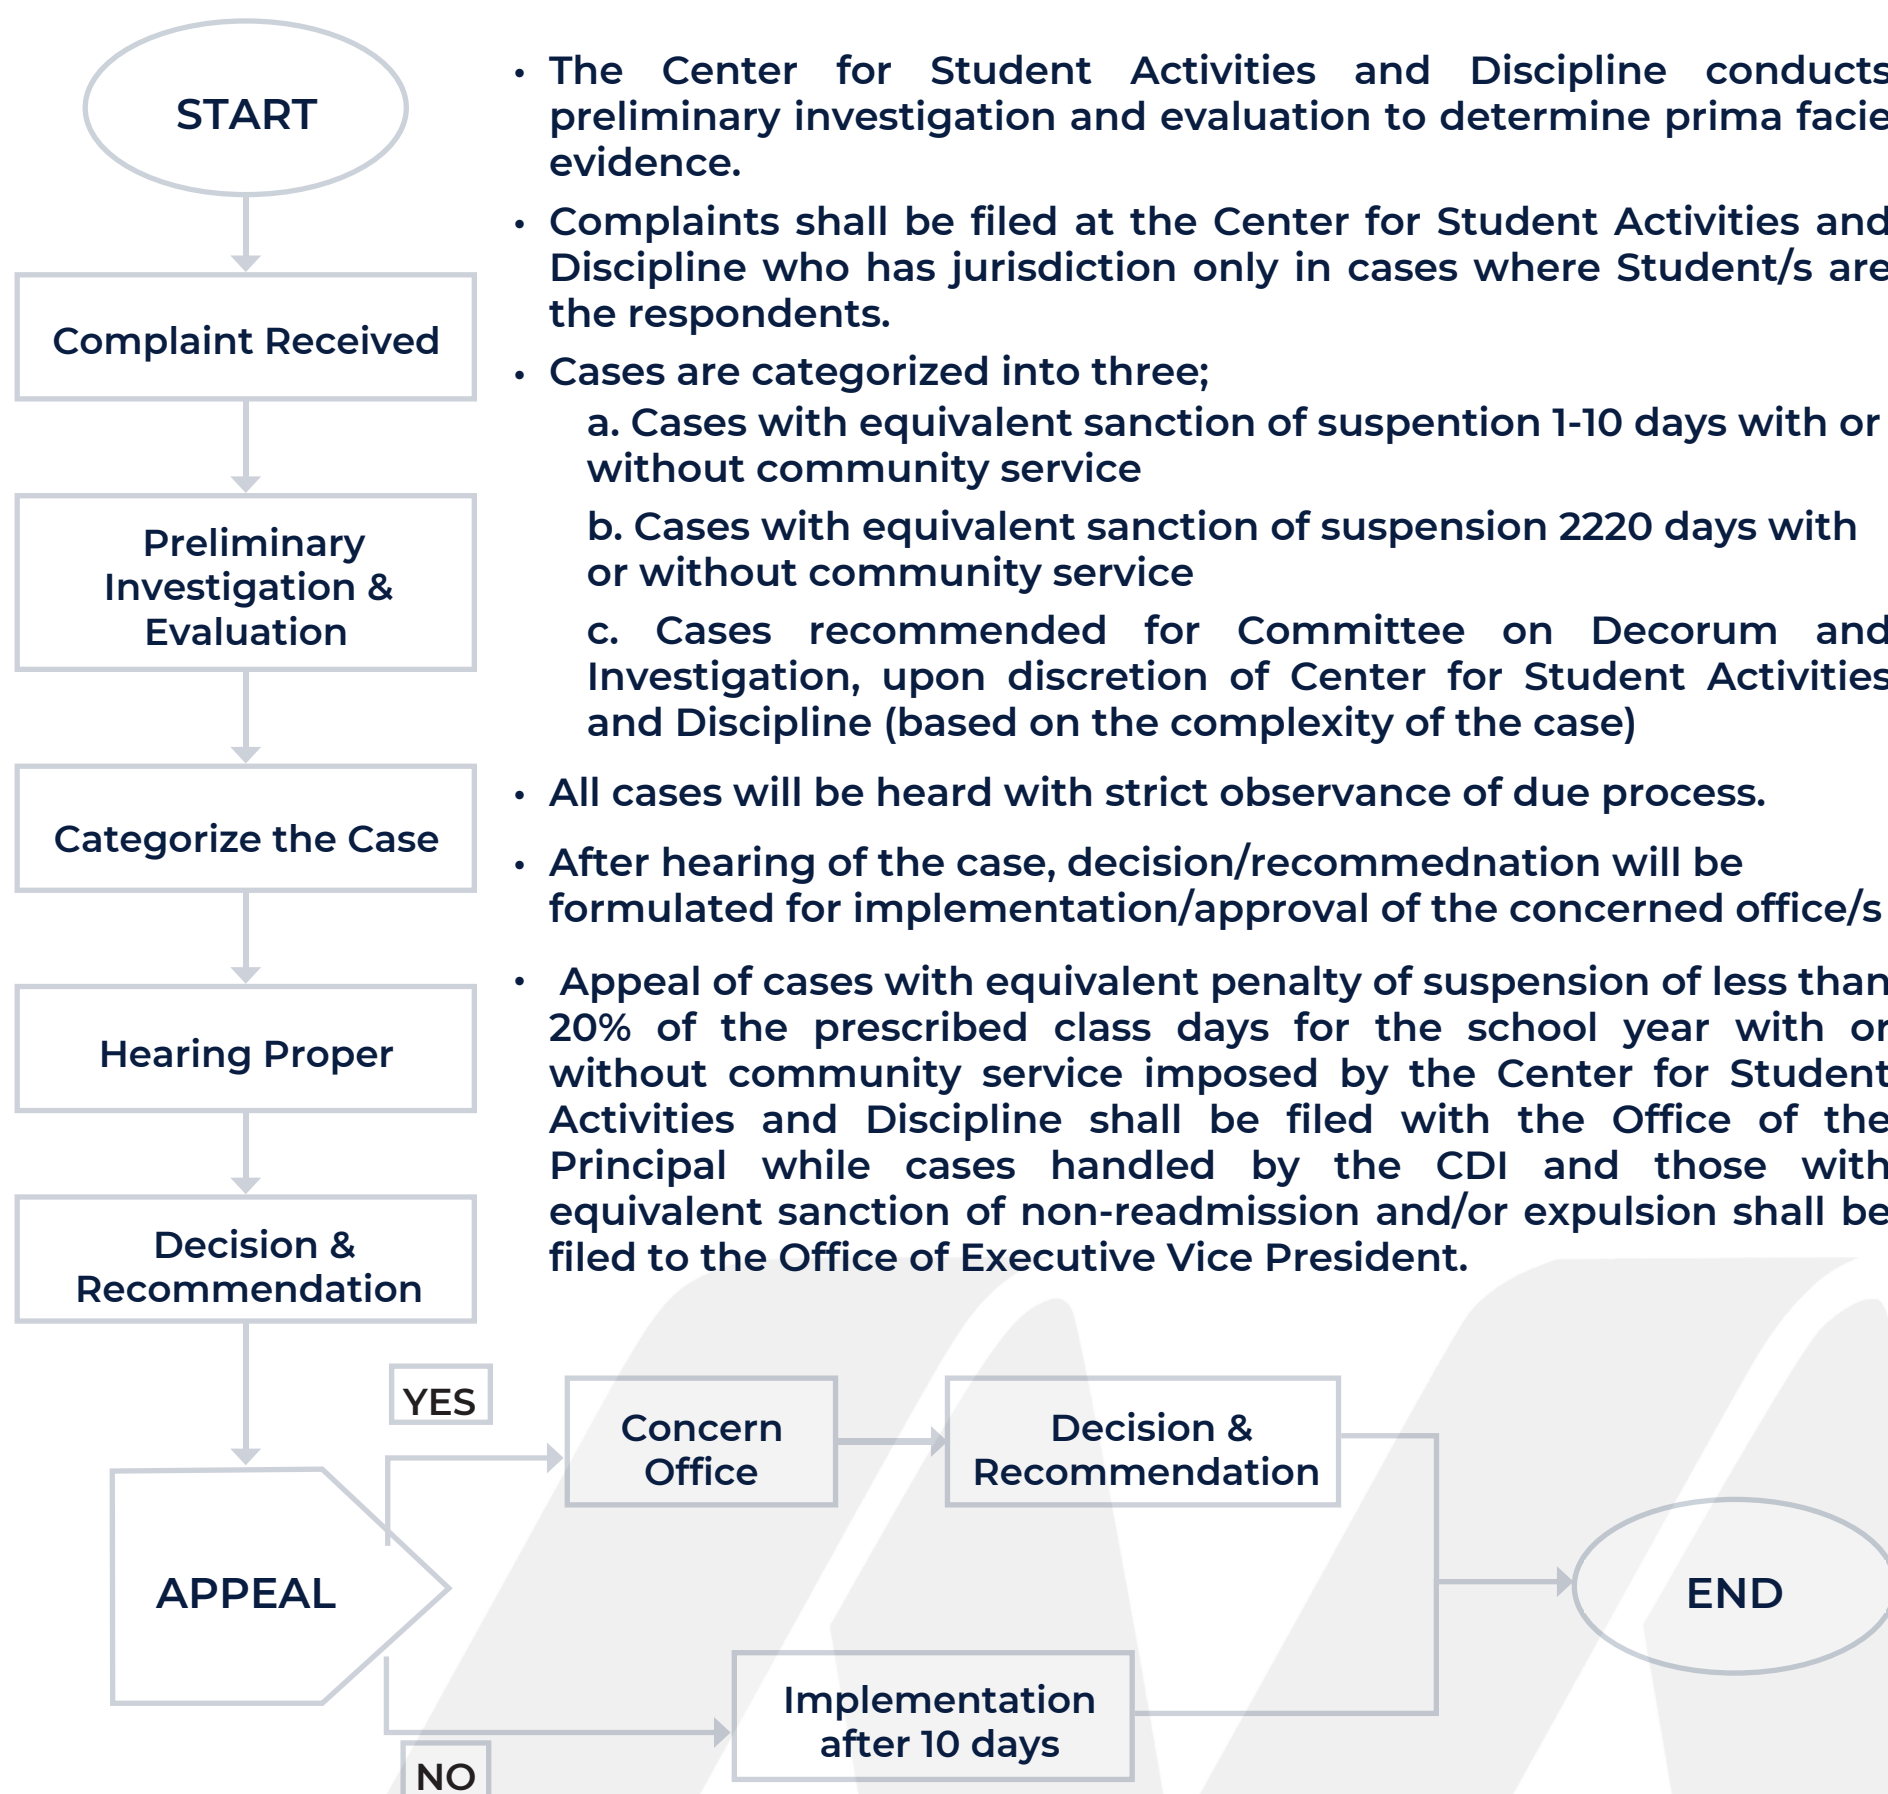 START
Complaint Received
Preliminary
Investigation &
Evaluation
Categorize the Case
Hearing Proper
Decision &
Recommendation
• The Center for Student Activities and Discipline conducts
preliminary investigation and evaluation to determine prima facie
evidence.
• Complaints shall be filed at the Center for Student Activities and
Discipline who has jurisdiction only in cases where Student/s are
the respondents.
• Cases are categorized into three;
a. Cases with equivalent sanction of suspention 1-10 days with or
without community service
b. Cases with equivalent sanction of suspension 2220 days with
or without community service
c. Cases recommended for Committee on Decorum and
Investigation, upon discretion of Center for Student Activities
and Discipline (based on the complexity of the case)
• All cases will be heard with strict observance of due process.
• After hearing of the case, decision/recommednation will be
formulated for implementation/approval of the concerned office/s
• Appeal of cases with equivalent penalty of suspension of less than
20% of the prescribed class days for the school year with or
without community service imposed by the Center for Student
Activities and Discipline shall be filed with the Office of the
Principal while cases handled by the CDI and those with
equivalent sanction of non-readmission and/or expulsion shall be
filed to the Office of Executive Vice President.
APPEAL
YES
Concern
Office
Decision &
Recommendation
NO
Implementation
after 10 days
END